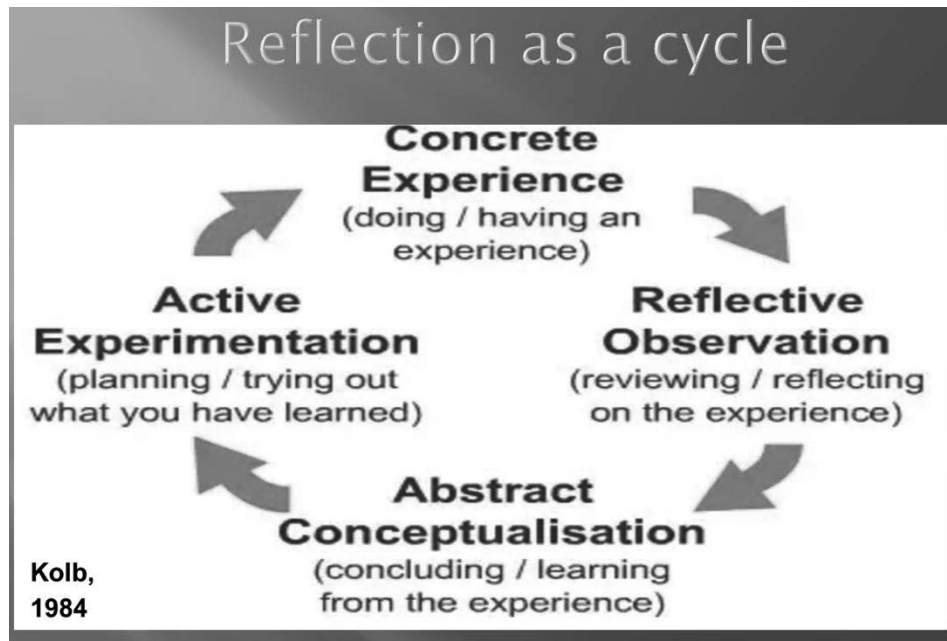 Reflection as a cycle
Concrete
Experience
(doing / having an
experience)
Reflective
Observation
(reviewing / reflecting
on the experience)
Abstract
Conceptualisation
(concluding / learning
from the experience)
Active
Experimentation
(planning / trying out
what you have learned)
Kolb,
1984